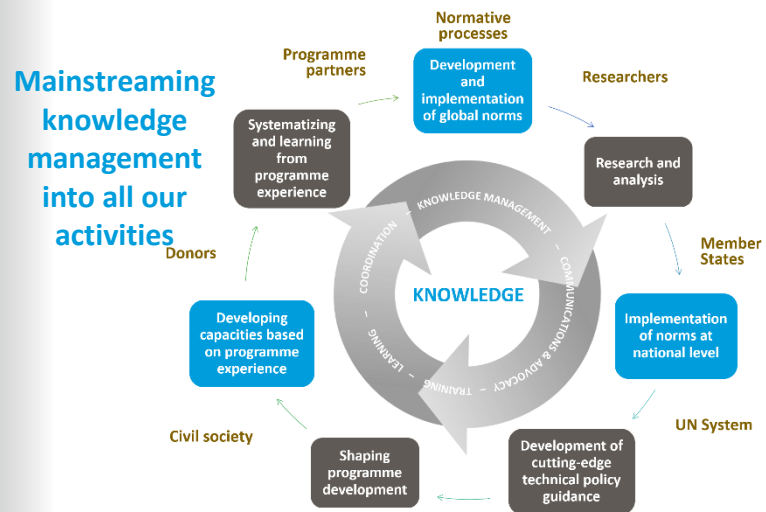 Mainstreaming
knowledge
management
into all our
activities
Normative
processes
Programme
partners
Researchers
Development
and
implementation
of global norms
Systematizing
and learning
from
programme
experience
Research and
analysis
Member
States
Donors
COORDINATION – KNOWLEDGE MANAGEMENT – COMMUNICATIONS & ADVOCACY – TRAINING – LEARNING –
KNOWLEDGE
Developing
capacities based
on programme
experience
Implementation
of norms at
national level
UN System
Civil society
Shaping
programme
development
Development of
cutting-edge
technical policy
guidance